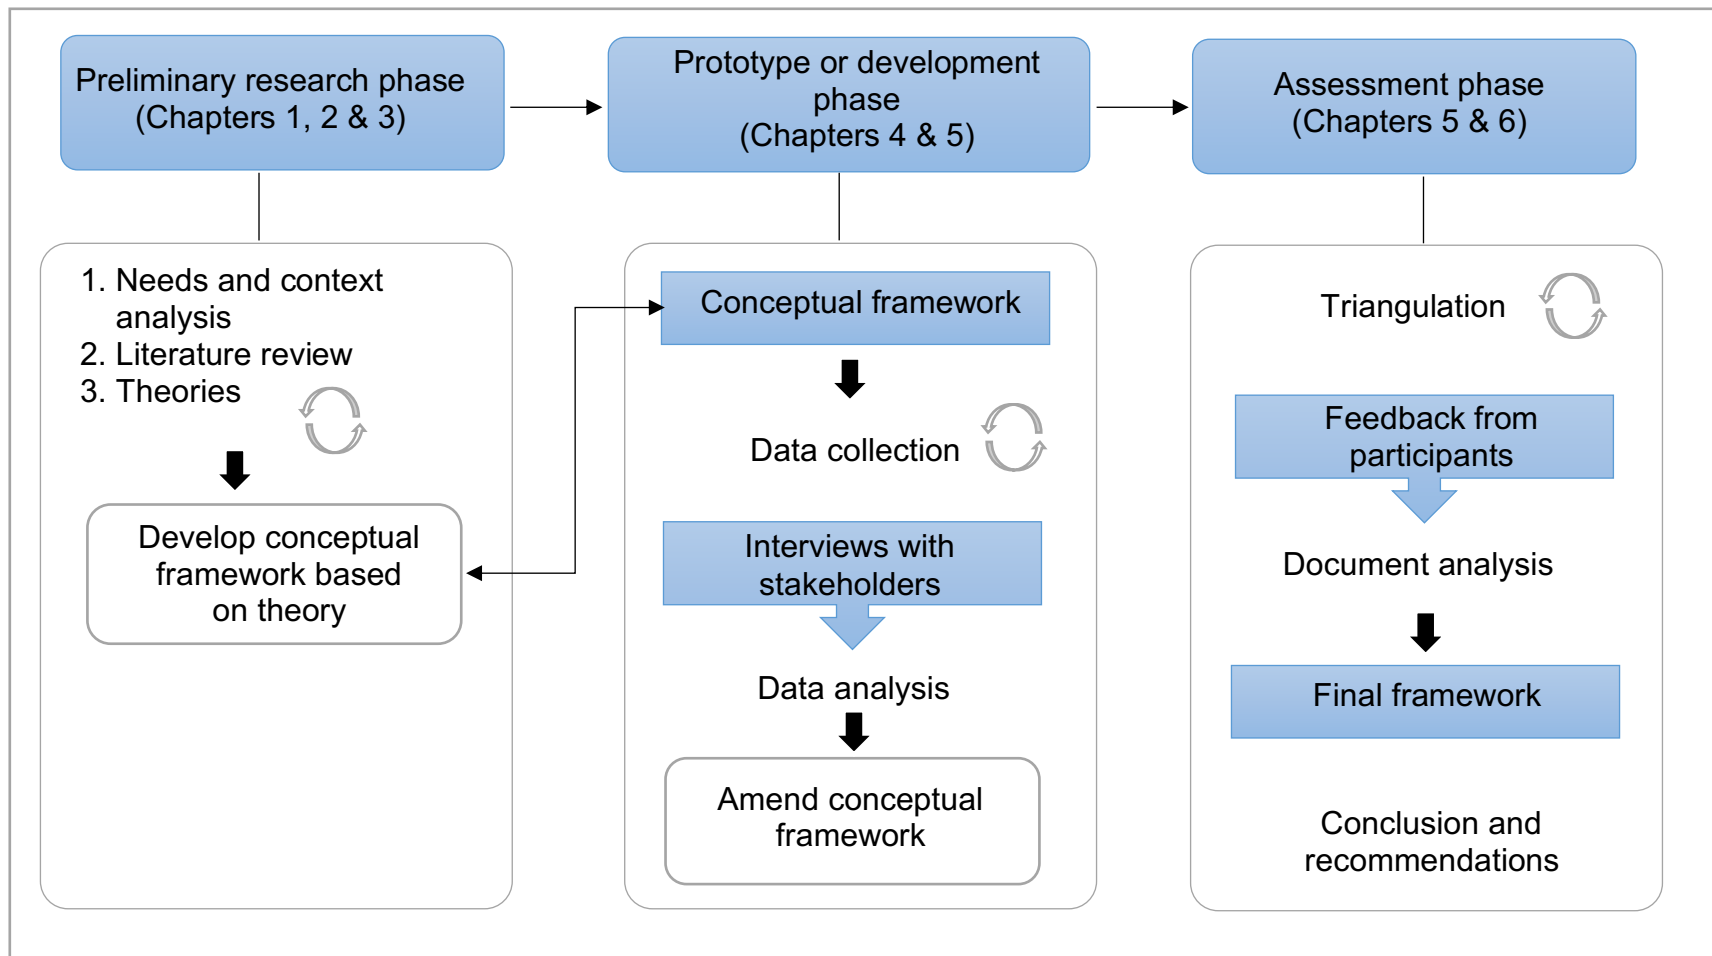 Preliminary research phase
(Chapters 1, 2 & 3)
Prototype or development
phase
(Chapters 4 & 5)
Assessment phase
(Chapters 5 & 6)
1. Needs and context
analysis
2. Literature review
3. Theories
Develop conceptual
framework based
on theory
Conceptual framework
Data collection
Interviews with
stakeholders
Data analysis
Amend conceptual
framework
Triangulation
Feedback from
participants
Document analysis
Final framework
Conclusion and
recommendations